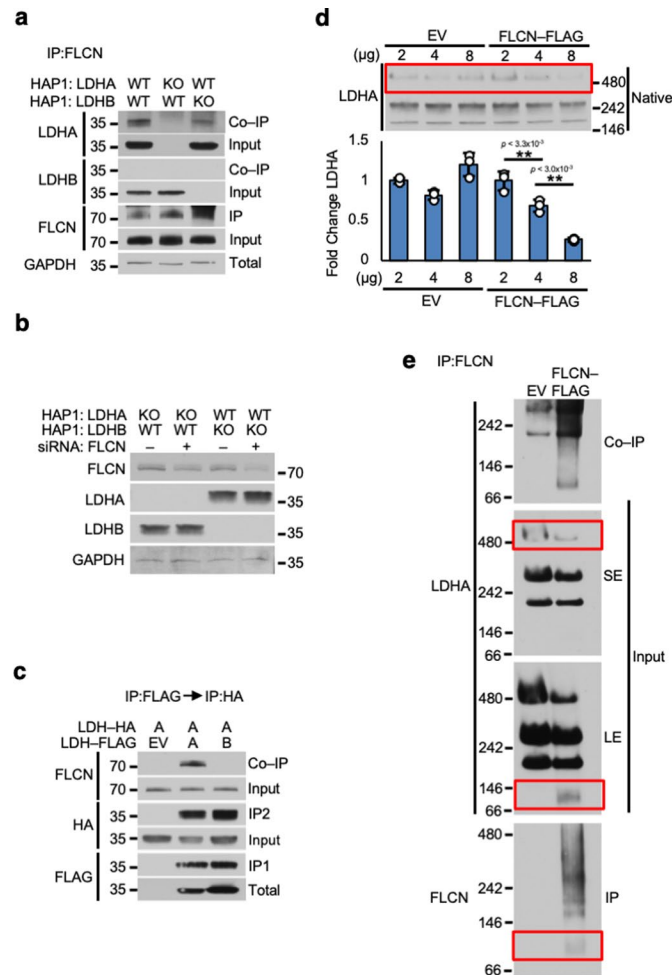 a
IP:FLCN
HAP1: LDHA WT KO WT
HAP1: LDHB WT WT KO
LDHA 35 Co–IP
35 Input
LDHB 35 Co–IP
35 Input
FLCN 70 IP
70 Input
GAPDH 35 Total
b
HAP1: LDHA KO KO WT WT
HAP1: LDHB WT WT KO KO
siRNA: FLCN – + – +
FLCN –70
LDHA –35
LDHB –35
GAPDH –35
c
IP:FLAG → IP:HA
LDH–HA A A A
LDH–FLAG EV A B
FLCN 70 Co–IP
70 Input
HA 35 IP2
35 Input
FLAG 35 IP1
35 Total
d
EV FLCN–FLAG
(µg) 2 4 8 2 4 8
LDHA 480 Native
242
146
Fold Change LDHA
1.5
1
0.5
0
p < 3.3x10-3
**
p < 3.0x10-3
**
(µg) 2 4 8 2 4 8
EV FLCN–FLAG
e
IP:FLCN
EV FLCN–FLAG
242
146
66
Co–IP
LDHA
480
242
146
66
SE
Input
480
242
146
66
LE
FLCN
480
242
146
66
IP